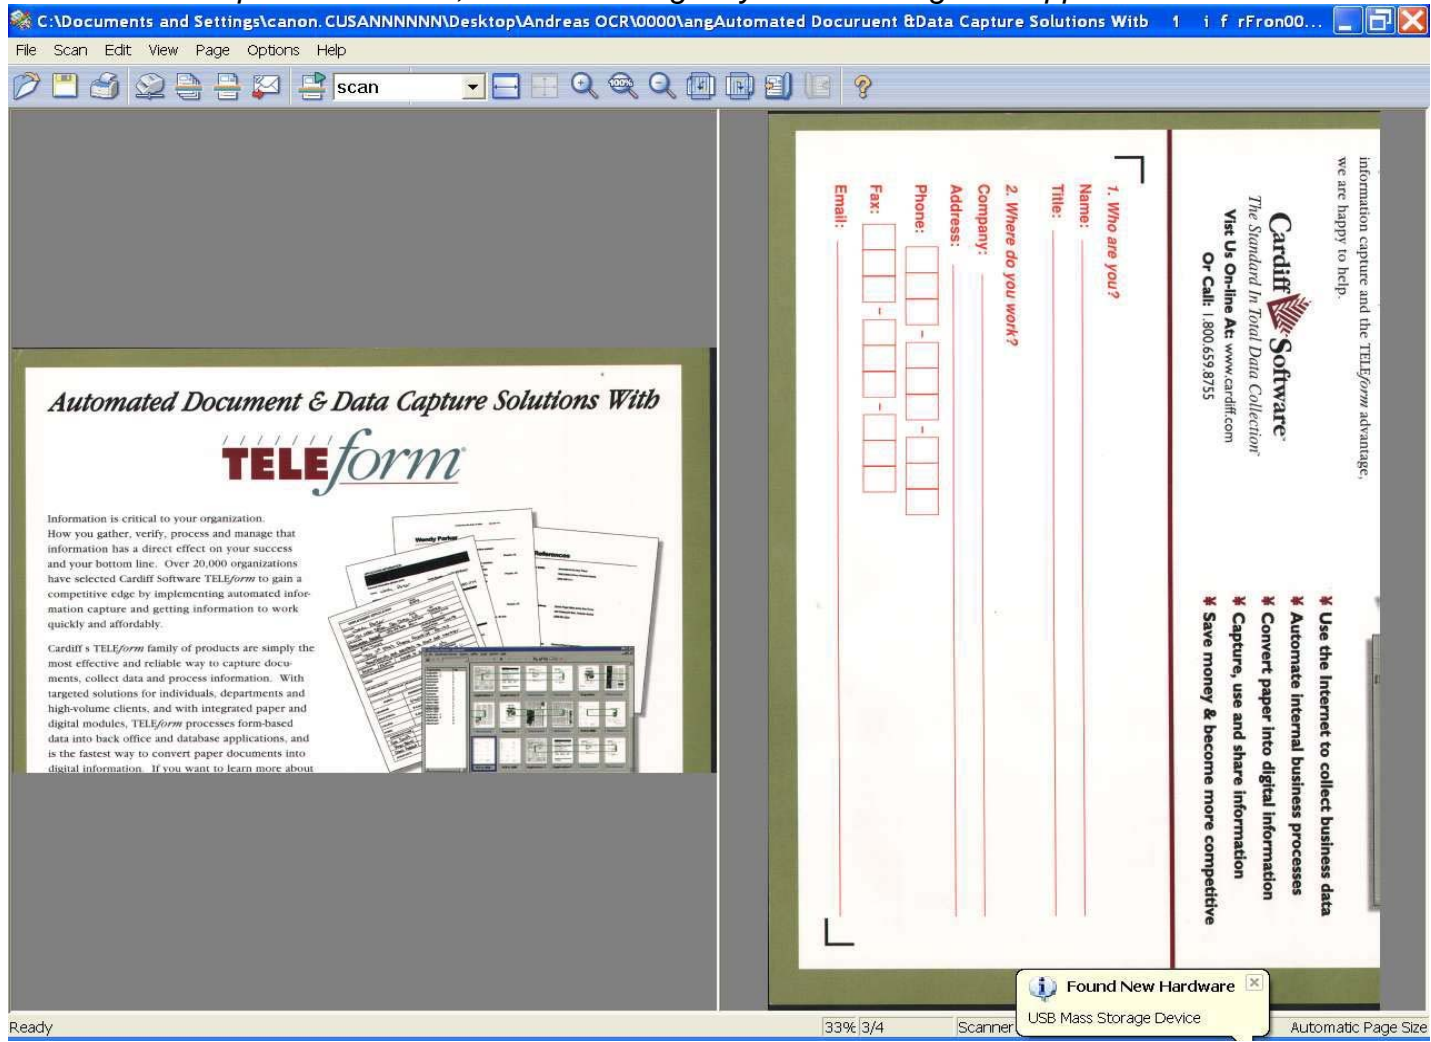 C:\Documents and Settings\canon.CUSANNNNNN\Desktop\Andreas OCR\0000\angAutomated Docuruent &Data Capture Solutions Witb 1 i f rFron00...
File Scan Edit View Page Options Help
100%
scan
Automated Document & Data Capture Solutions With
TELEform
Information is critical to your organization.
How you gather, verify, process and manage that
information has a direct effect on your success
and your bottom line. Over 20,000 organizations
have selected Cardiff Software TELEform to gain a
competitive edge by implementing automated infor-
mation capture and getting information to work
quickly and affordably.
Cardiff s TELEform family of products are simply the
most effective and reliable way to capture docu-
ments, collect data and process information. With
targeted solutions for individuals, departments and
high-volume clients, and with integrated paper and
digital modules, TELEform processes form-based
data into back office and database applications, and
is the fastest way to convert paper documents into
digital information. If you want to learn more about
Wendy Parker
References
information capture and the TELEform advantage,
we are happy to help.
Cardiff Software
The Standard In Total Data Collection
Vist Us On-line At: www.cardiff.com
Or Call: 1.800.659.8755
¥ Use the Internet to collect business data
¥ Automate internal business processes
¥ Convert paper into digital information
¥ Capture, use and share information
¥ Save money & become more competitive
1. Who are you?
Name:
Title:
2. Where do you work?
Company:
Address:
Phone: - -
Fax: - -
Email:
Found New Hardware
USB Mass Storage Device
Ready
33% 3/4
Scanner
Automatic Page Size